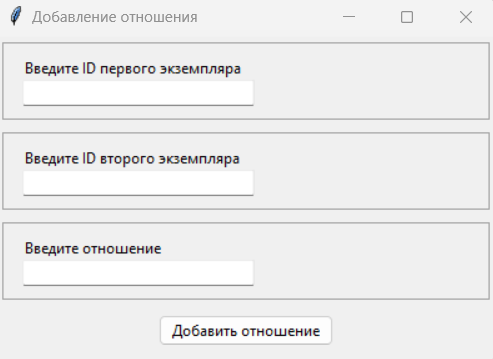 Добавление отношения
Введите ID первого экземпляра
Введите ID второго экземпляра
Введите отношение
Добавить отношение